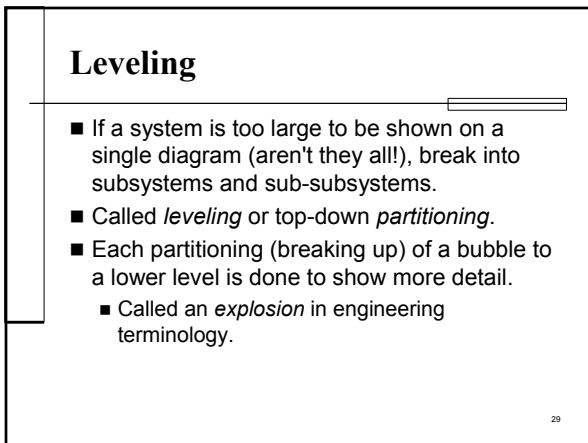 Leveling
■ If a system is too large to be shown on a
single diagram (aren't they all!), break into
subsystems and sub-subsystems.
■ Called leveling or top-down partitioning.
■ Each partitioning (breaking up) of a bubble to
a lower level is done to show more detail.
■ Called an explosion in engineering
terminology.
29